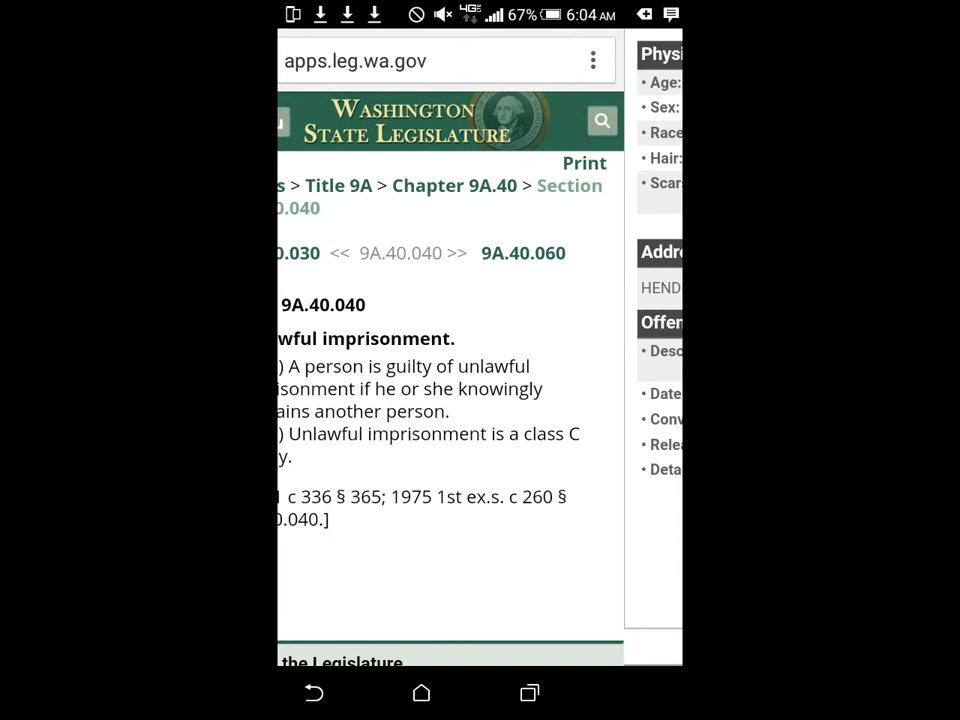 4G 67% 6:04 AM
apps.leg.wa.gov
WASHINGTON
STATE LEGISLATURE
Print
s > Title 9A > Chapter 9A.40 > Section
0.040
0.030 << 9A.40.040 >> 9A.40.060
9A.40.040
wful imprisonment.
) A person is guilty of unlawful
isonment if he or she knowingly
ains another person.
) Unlawful imprisonment is a class C
y.
1 c 336 § 365; 1975 1st ex.s. c 260 §
0.040.]
the Legislature
Physi
• Age:
• Sex:
• Race
• Hair:
• Scar
Addre
HEND
Offen
• Desc
• Date
• Conv
• Relea
• Deta